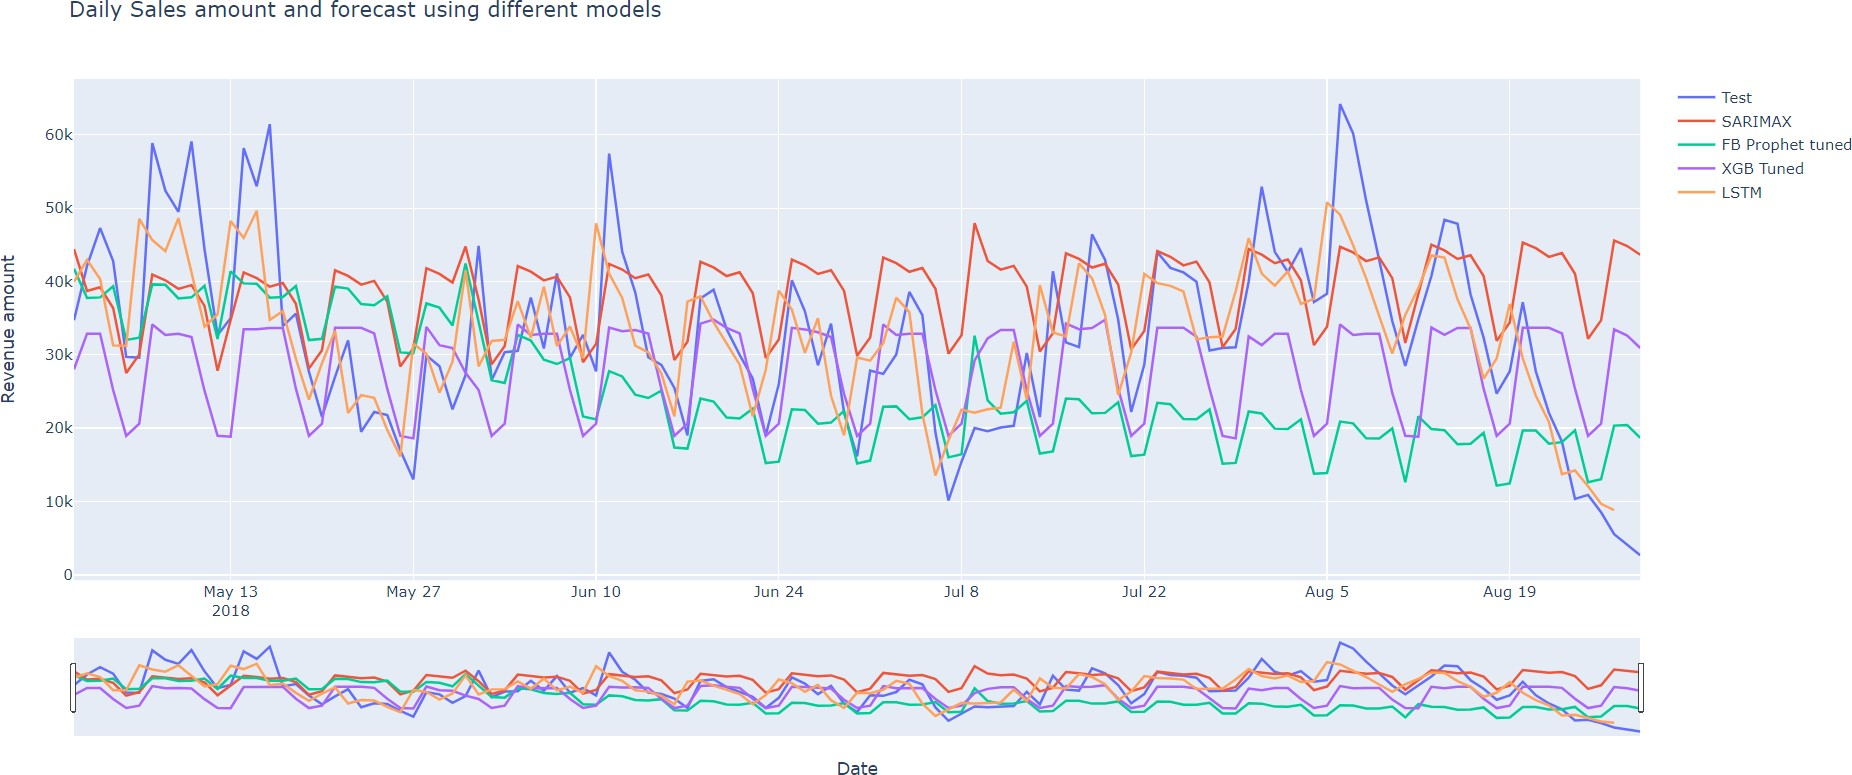 Daily Sales amount and forecast using different models
Revenue amount
60k
50k
40k
30k
20k
10k
0
May 13
2018
May 27
Jun 10
Jun 24
Jul 8
Jul 22
Aug 5
Aug 19
Date
Test
SARIMAX
FB Prophet tuned
XGB Tuned
LSTM